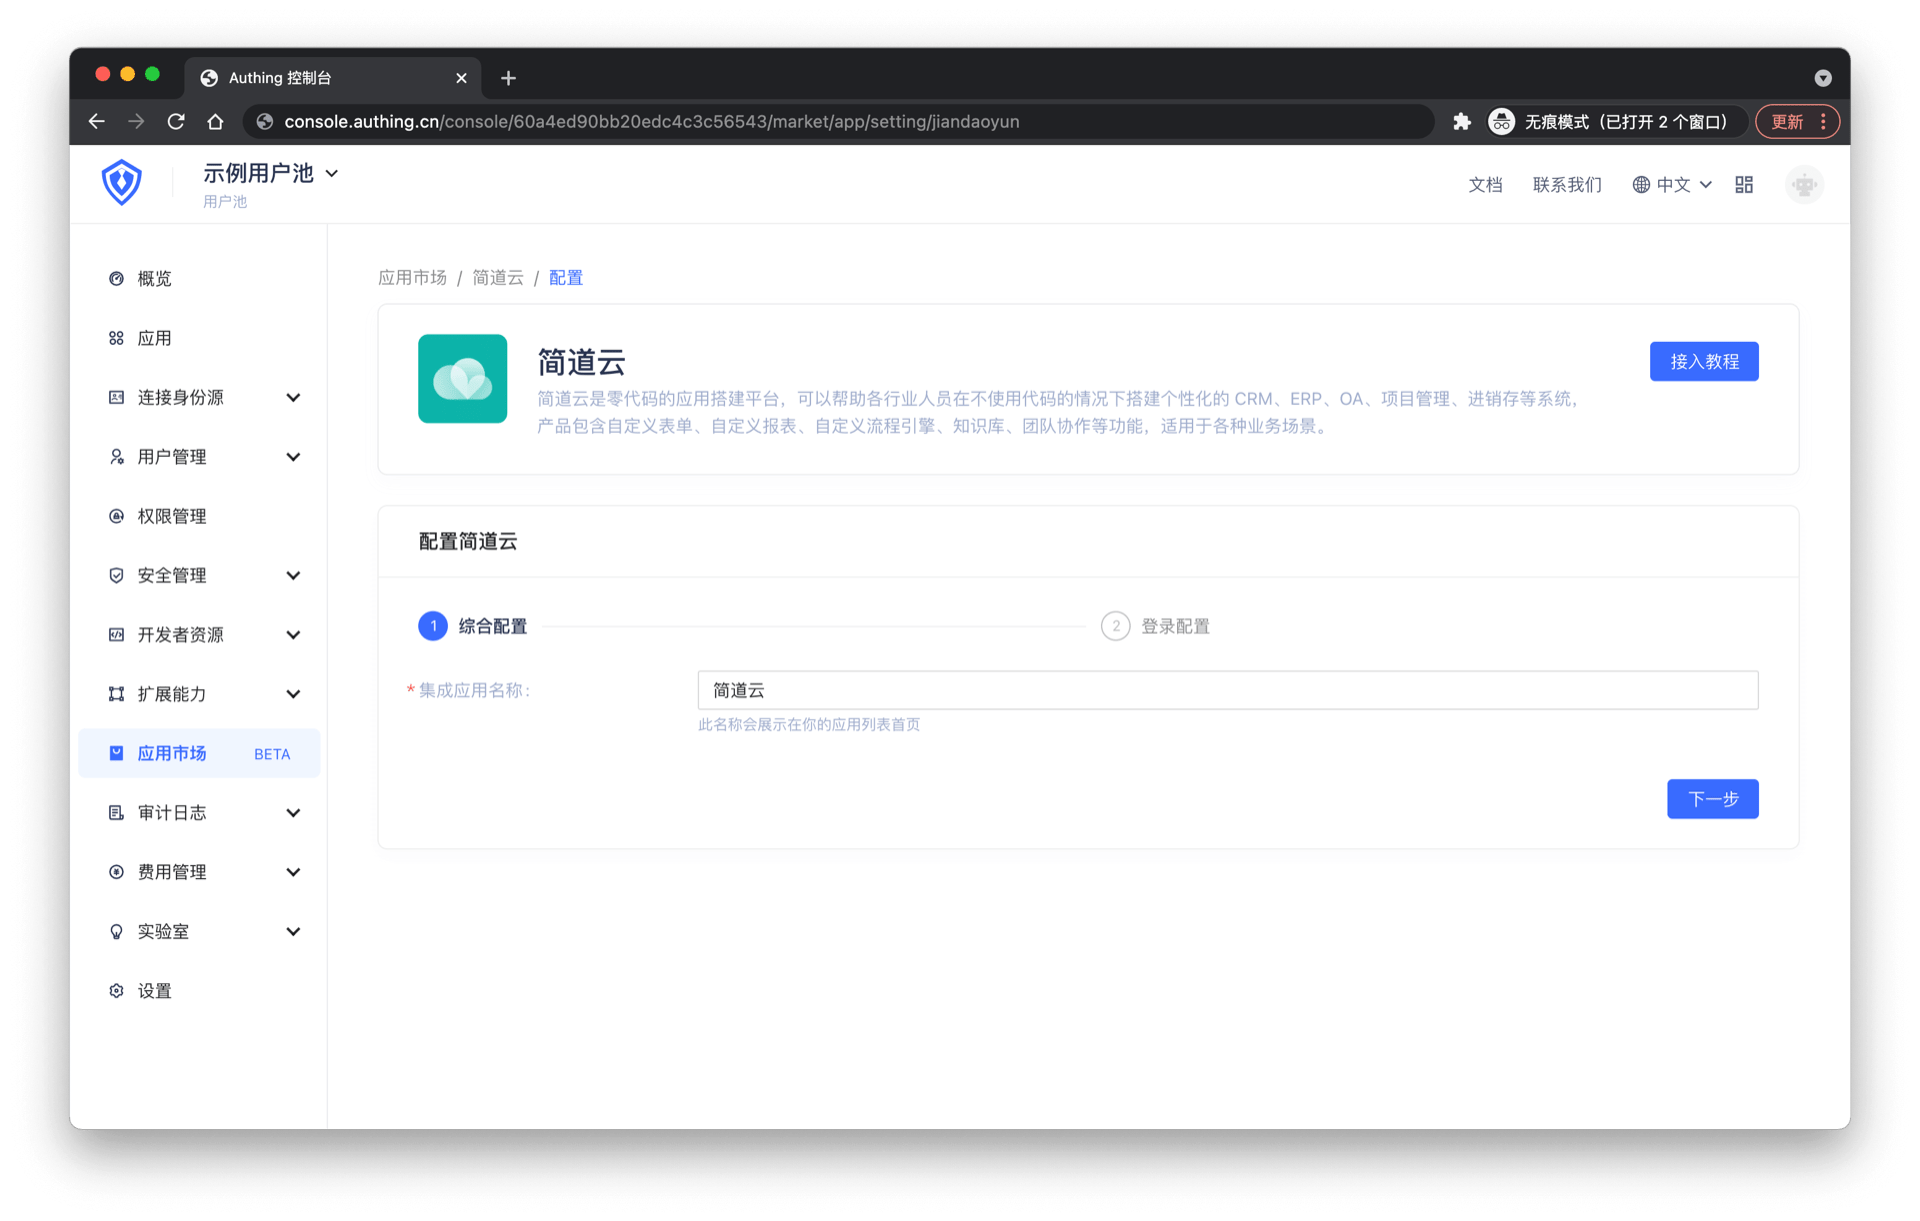 Authing 控制台
console.authing.cn/console/60a4ed90bb20edc4c3c56543/market/app/setting/jiandaoyun
无痕模式（已打开 2 个窗口）
更新
示例用户池
用户池
文档
联系我们
中文
概览
应用
连接身份源
用户管理
权限管理
安全管理
开发者资源
扩展能力
应用市场 BETA
审计日志
费用管理
实验室
设置
应用市场 / 简道云 / 配置
简道云
接入教程
简道云是零代码的应用搭建平台，可以帮助各行业人员在不使用代码的情况下搭建个性化的 CRM、ERP、OA、项目管理、进销存等系统，
产品包含自定义表单、自定义报表、自定义流程引擎、知识库、团队协作等功能，适用于各种业务场景。
配置简道云
1 综合配置
2 登录配置
* 集成应用名称：
简道云
此名称会展示在你的应用列表首页
下一步